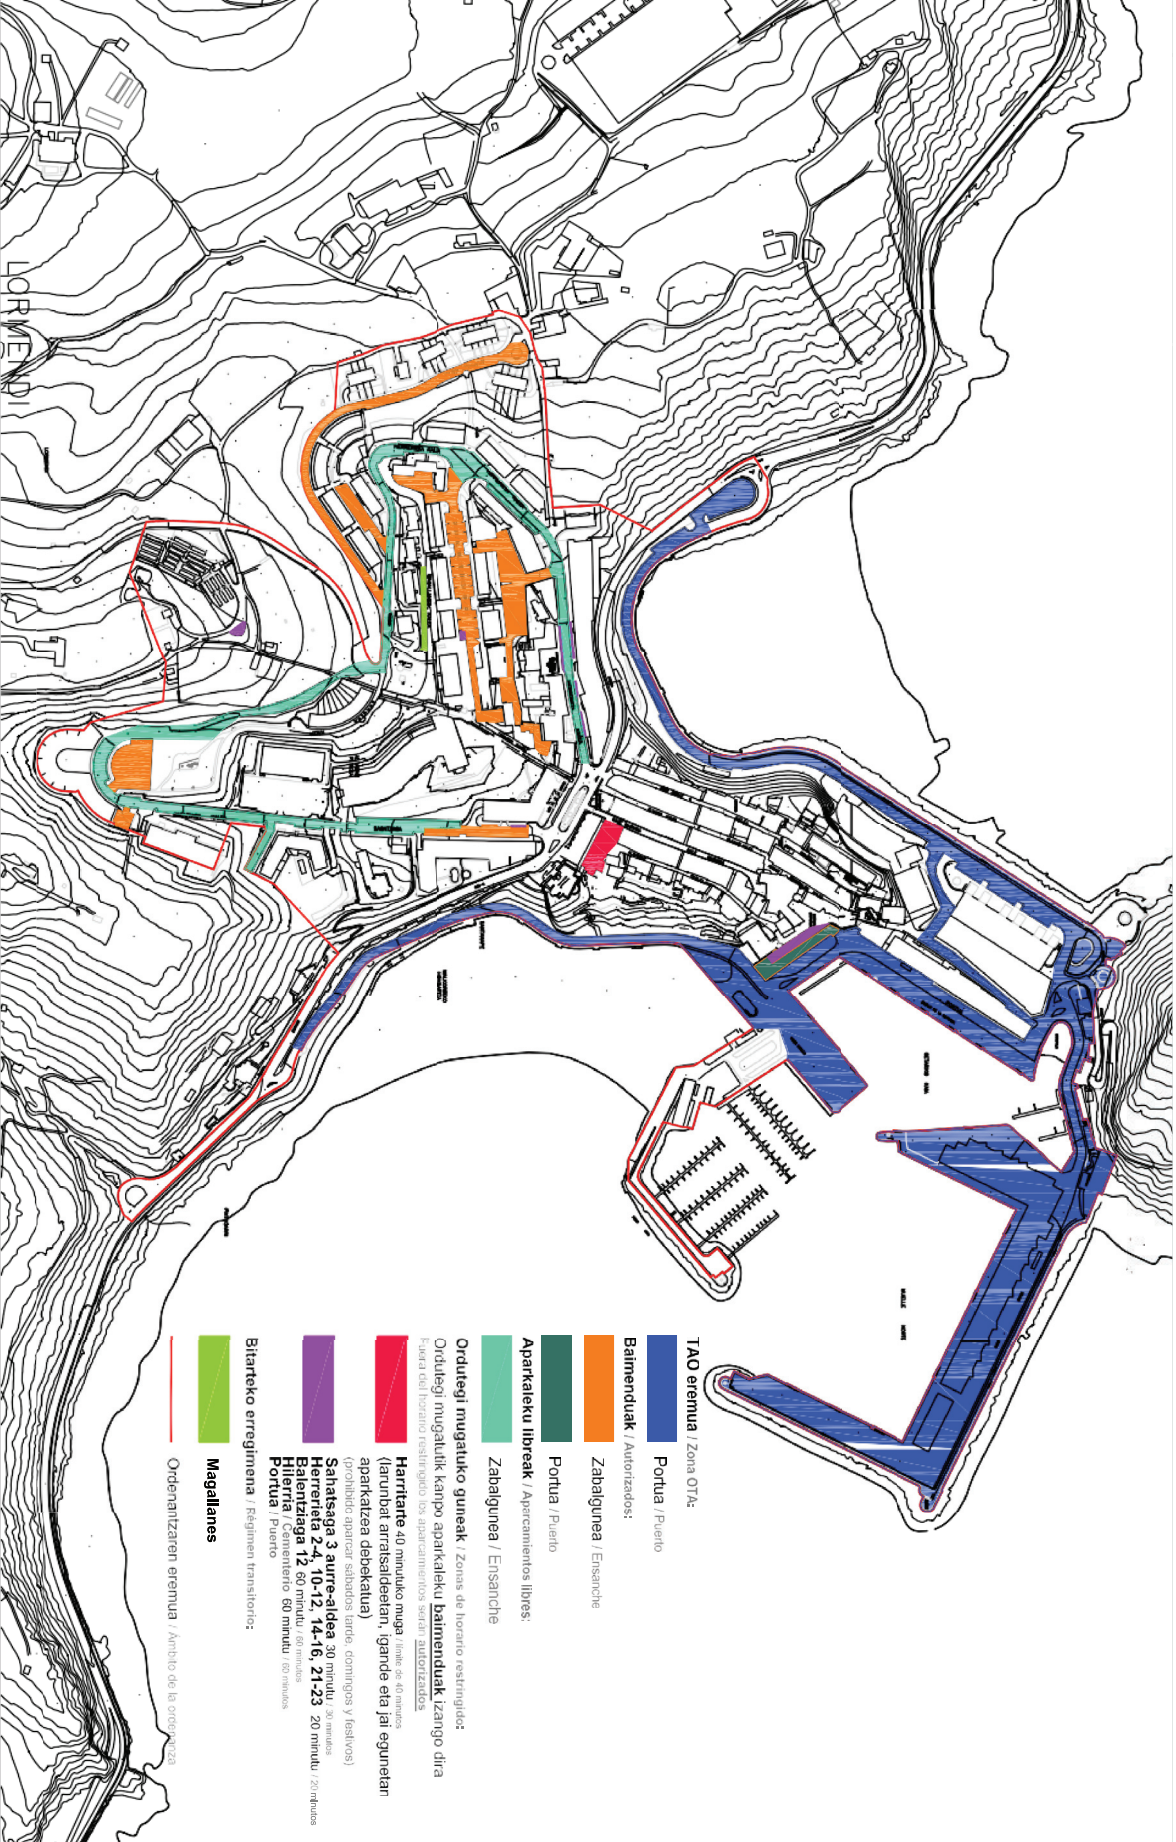 TAO eremua / Zona OTA:
Portua / Puerto
Baimenduak / Autorizados:
Zabalgunea / Ensanche
Portua / Puerto
Aparkaleku libreak / Aparcamientos libres:
Zabalgunea / Ensanche
Ordutegi mugatuko guneak / Zonas de horario restringido:
Ordutegi mugatutik kanpo aparkaleku baimenduak izango dira
Fuera del horario restringido los aparcamientos serán autorizados
Harritarte 40 minutuko muga / límite de 40 minutos
(larunbat arratsaldeetan, igande eta jai egunetan
aparkatzea debekatua)
(prohibido aparcar sábados tarde, domingos y festivos)
Salhatsaga 3 aurre-aldea 30 minutu / 30 minutos
Herrerieta 2-4, 10-12, 14-16, 21-23 20 minutu / 20 minutos
Balentziaga 12 60 minutu / 60 minutos
Hilerria / Cementerio 60 minutu / 60 minutos
Portua / Puerto
Bitarteko erregimena / Régimen transitorio:
Magallanes
Ordenantzaren eremua / Ámbito de la ordenanza
MUELLE NORTE